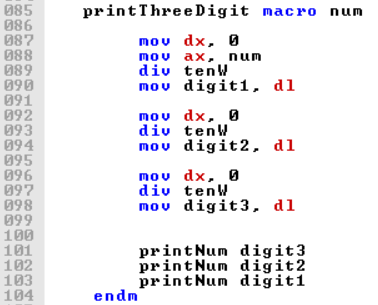 085 printThreeDigit macro num
086
087 mov dx, 0
088 mov ax, num
089 div tenW
090 mov digit1, dl
091
092 mov dx, 0
093 div tenW
094 mov digit2, dl
095
096 mov dx, 0
097 div tenW
098 mov digit3, dl
099
100
101 printNum digit3
102 printNum digit2
103 printNum digit1
104 endm